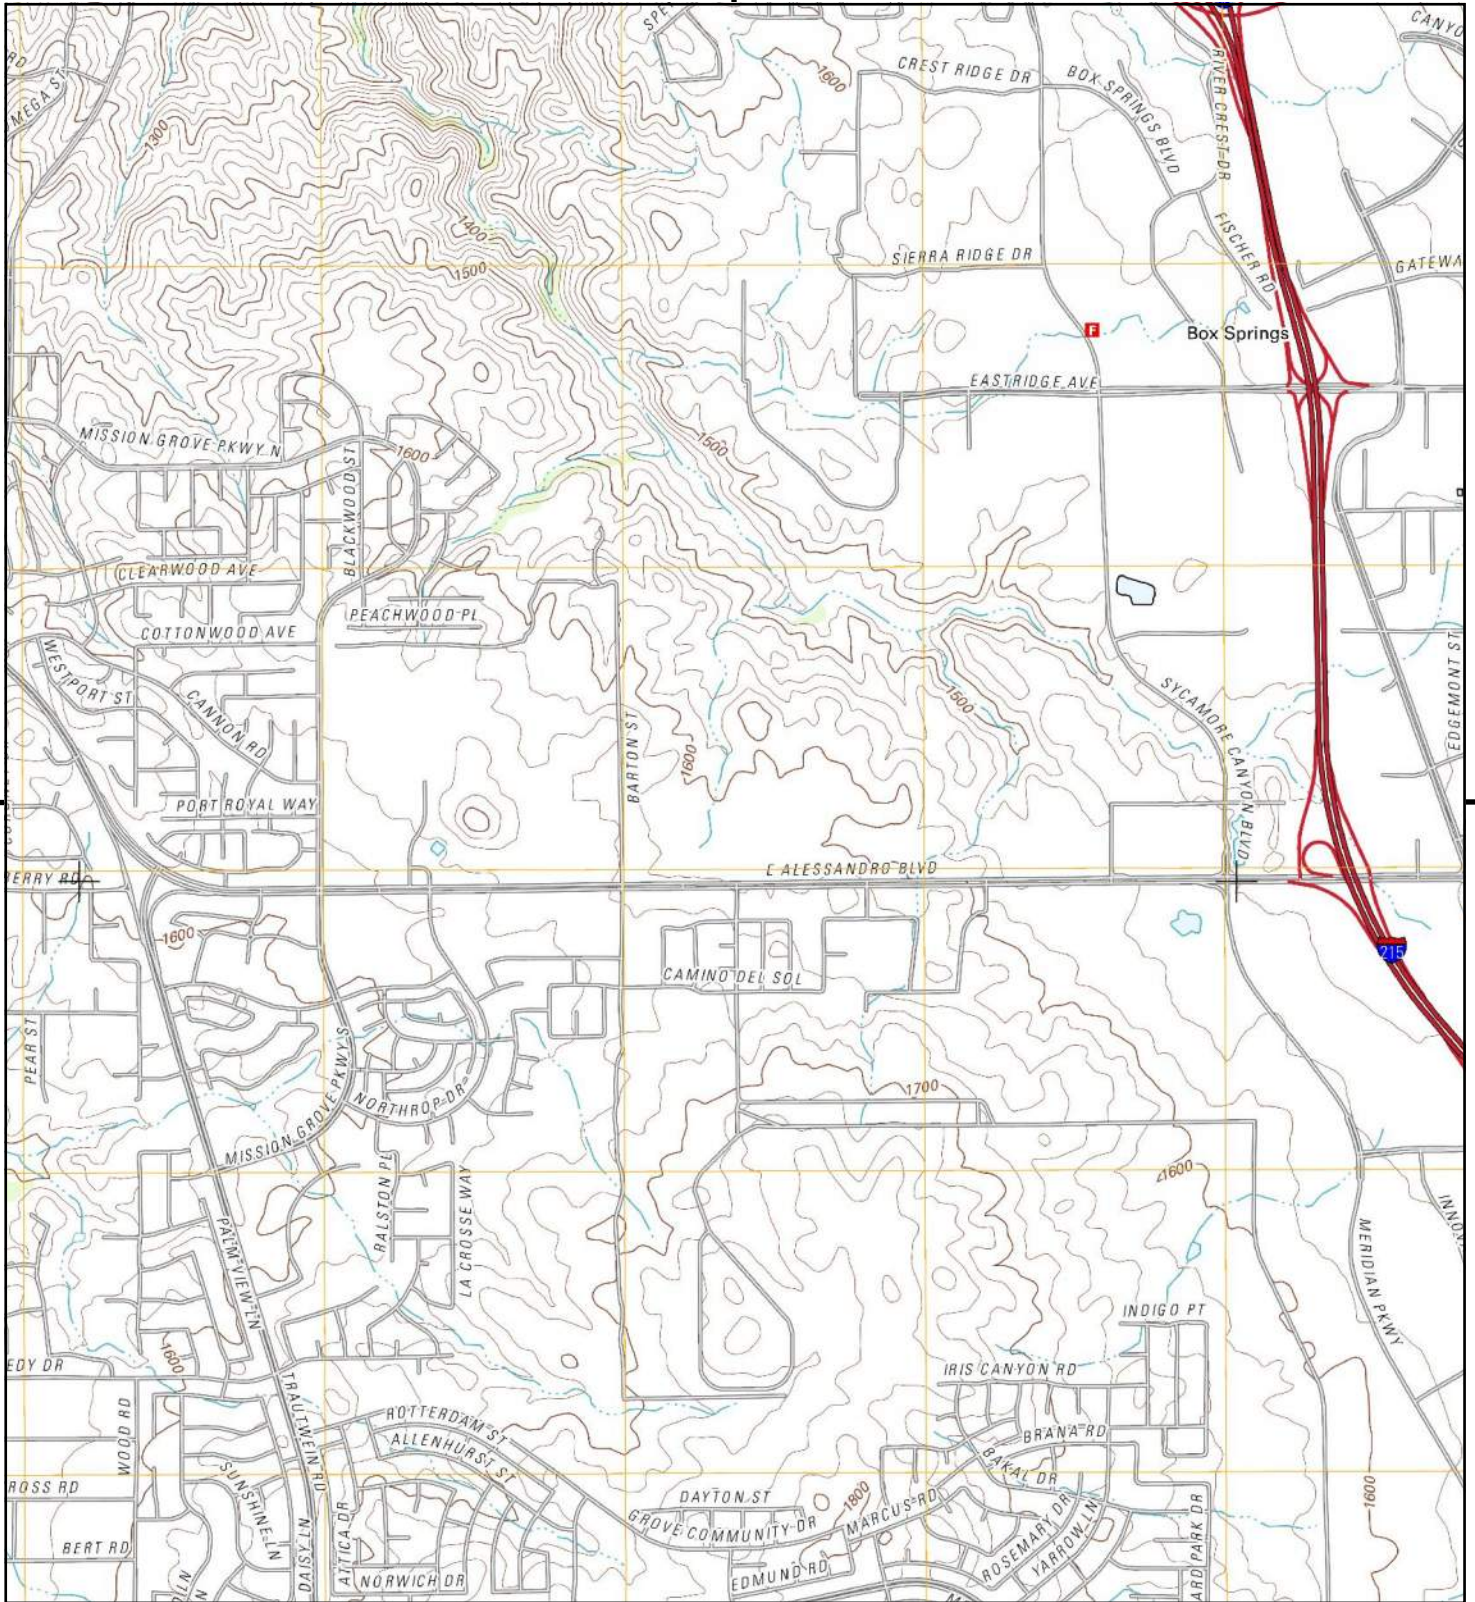 CREST RIDGE DR
BOX SPRINGS BLVD
RIVER CREST DR
1600
1300
1400
1500
SIERRA RIDGE DR
FISCHER RD
F
Box Springs
EASTRIDGE AVE
MISSION GROVE PKWY N
1600
1500
BLACKWOOD ST
CLEARWOOD AVE
PEACHWOOD PL
COTTONWOOD AVE
WESTPORT ST
CANNON RD
1500
SYCAMORE CANYON BLVD
EDGEMONT ST
BARTON ST
1600
PORT ROYAL WAY
E ALESSANDRO BLVD
ERRY RD
1600
215
CAMINO DEL SOL
PEAR ST
MISSION GROVE PKWY S
NORTHROP DR
1700
1600
RALSTON PL
LA CROSSE WAY
PALM VIEW LN
MERIDIAN PKWY
INDIGO PT
1600
EDY DR
IRIS CANYON RD
WOOD RD
TRAUTWEIN RD
ROTTERDAM ST
ALLENHURST ST
BRANA RD
BAKAL DR
ROSS RD
SUNSHINE LN
DAYTON ST
1800
MARCUS RD
GROVE COMMUNITY DR
1600
BERT RD
DAISY LN
ATTICA DR
NORWICH DR
EDMUND RD
ROSEMARY DR
YARROW LN
ARD PARK DR
MEGA ST
CANYO
GATEWA
INNOV